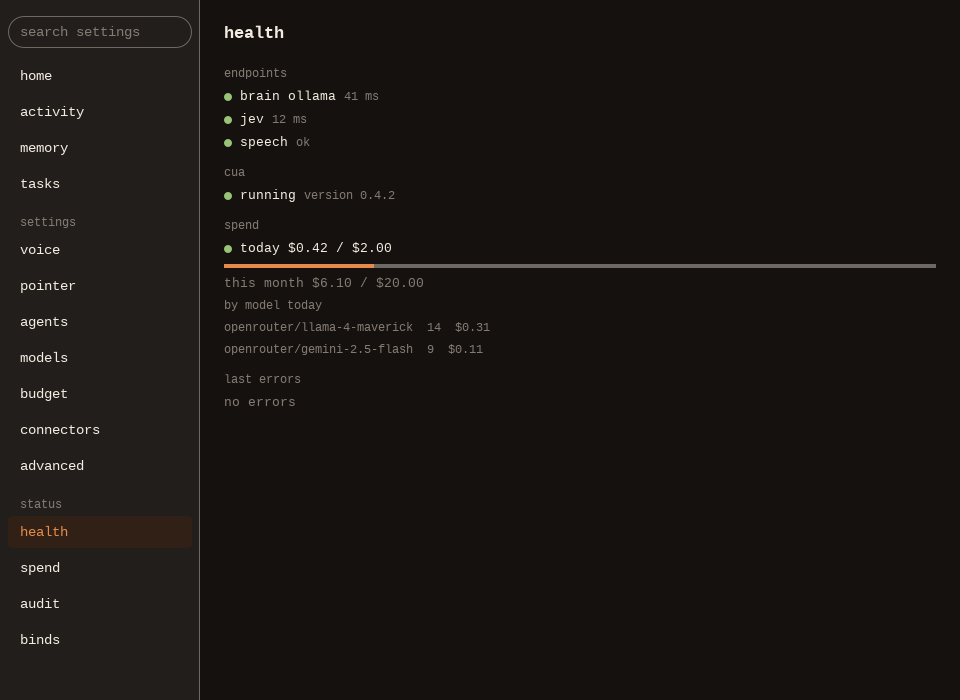 search settings
home
activity
memory
tasks
settings
voice
pointer
agents
models
budget
connectors
advanced
status
health
spend
audit
binds
health
endpoints
brain ollama 41 ms
jev 12 ms
speech ok
cua
running version 0.4.2
spend
today $0.42 / $2.00
this month $6.10 / $20.00
by model today
openrouter/llama-4-maverick 14 $0.31
openrouter/gemini-2.5-flash 9 $0.11
last errors
no errors